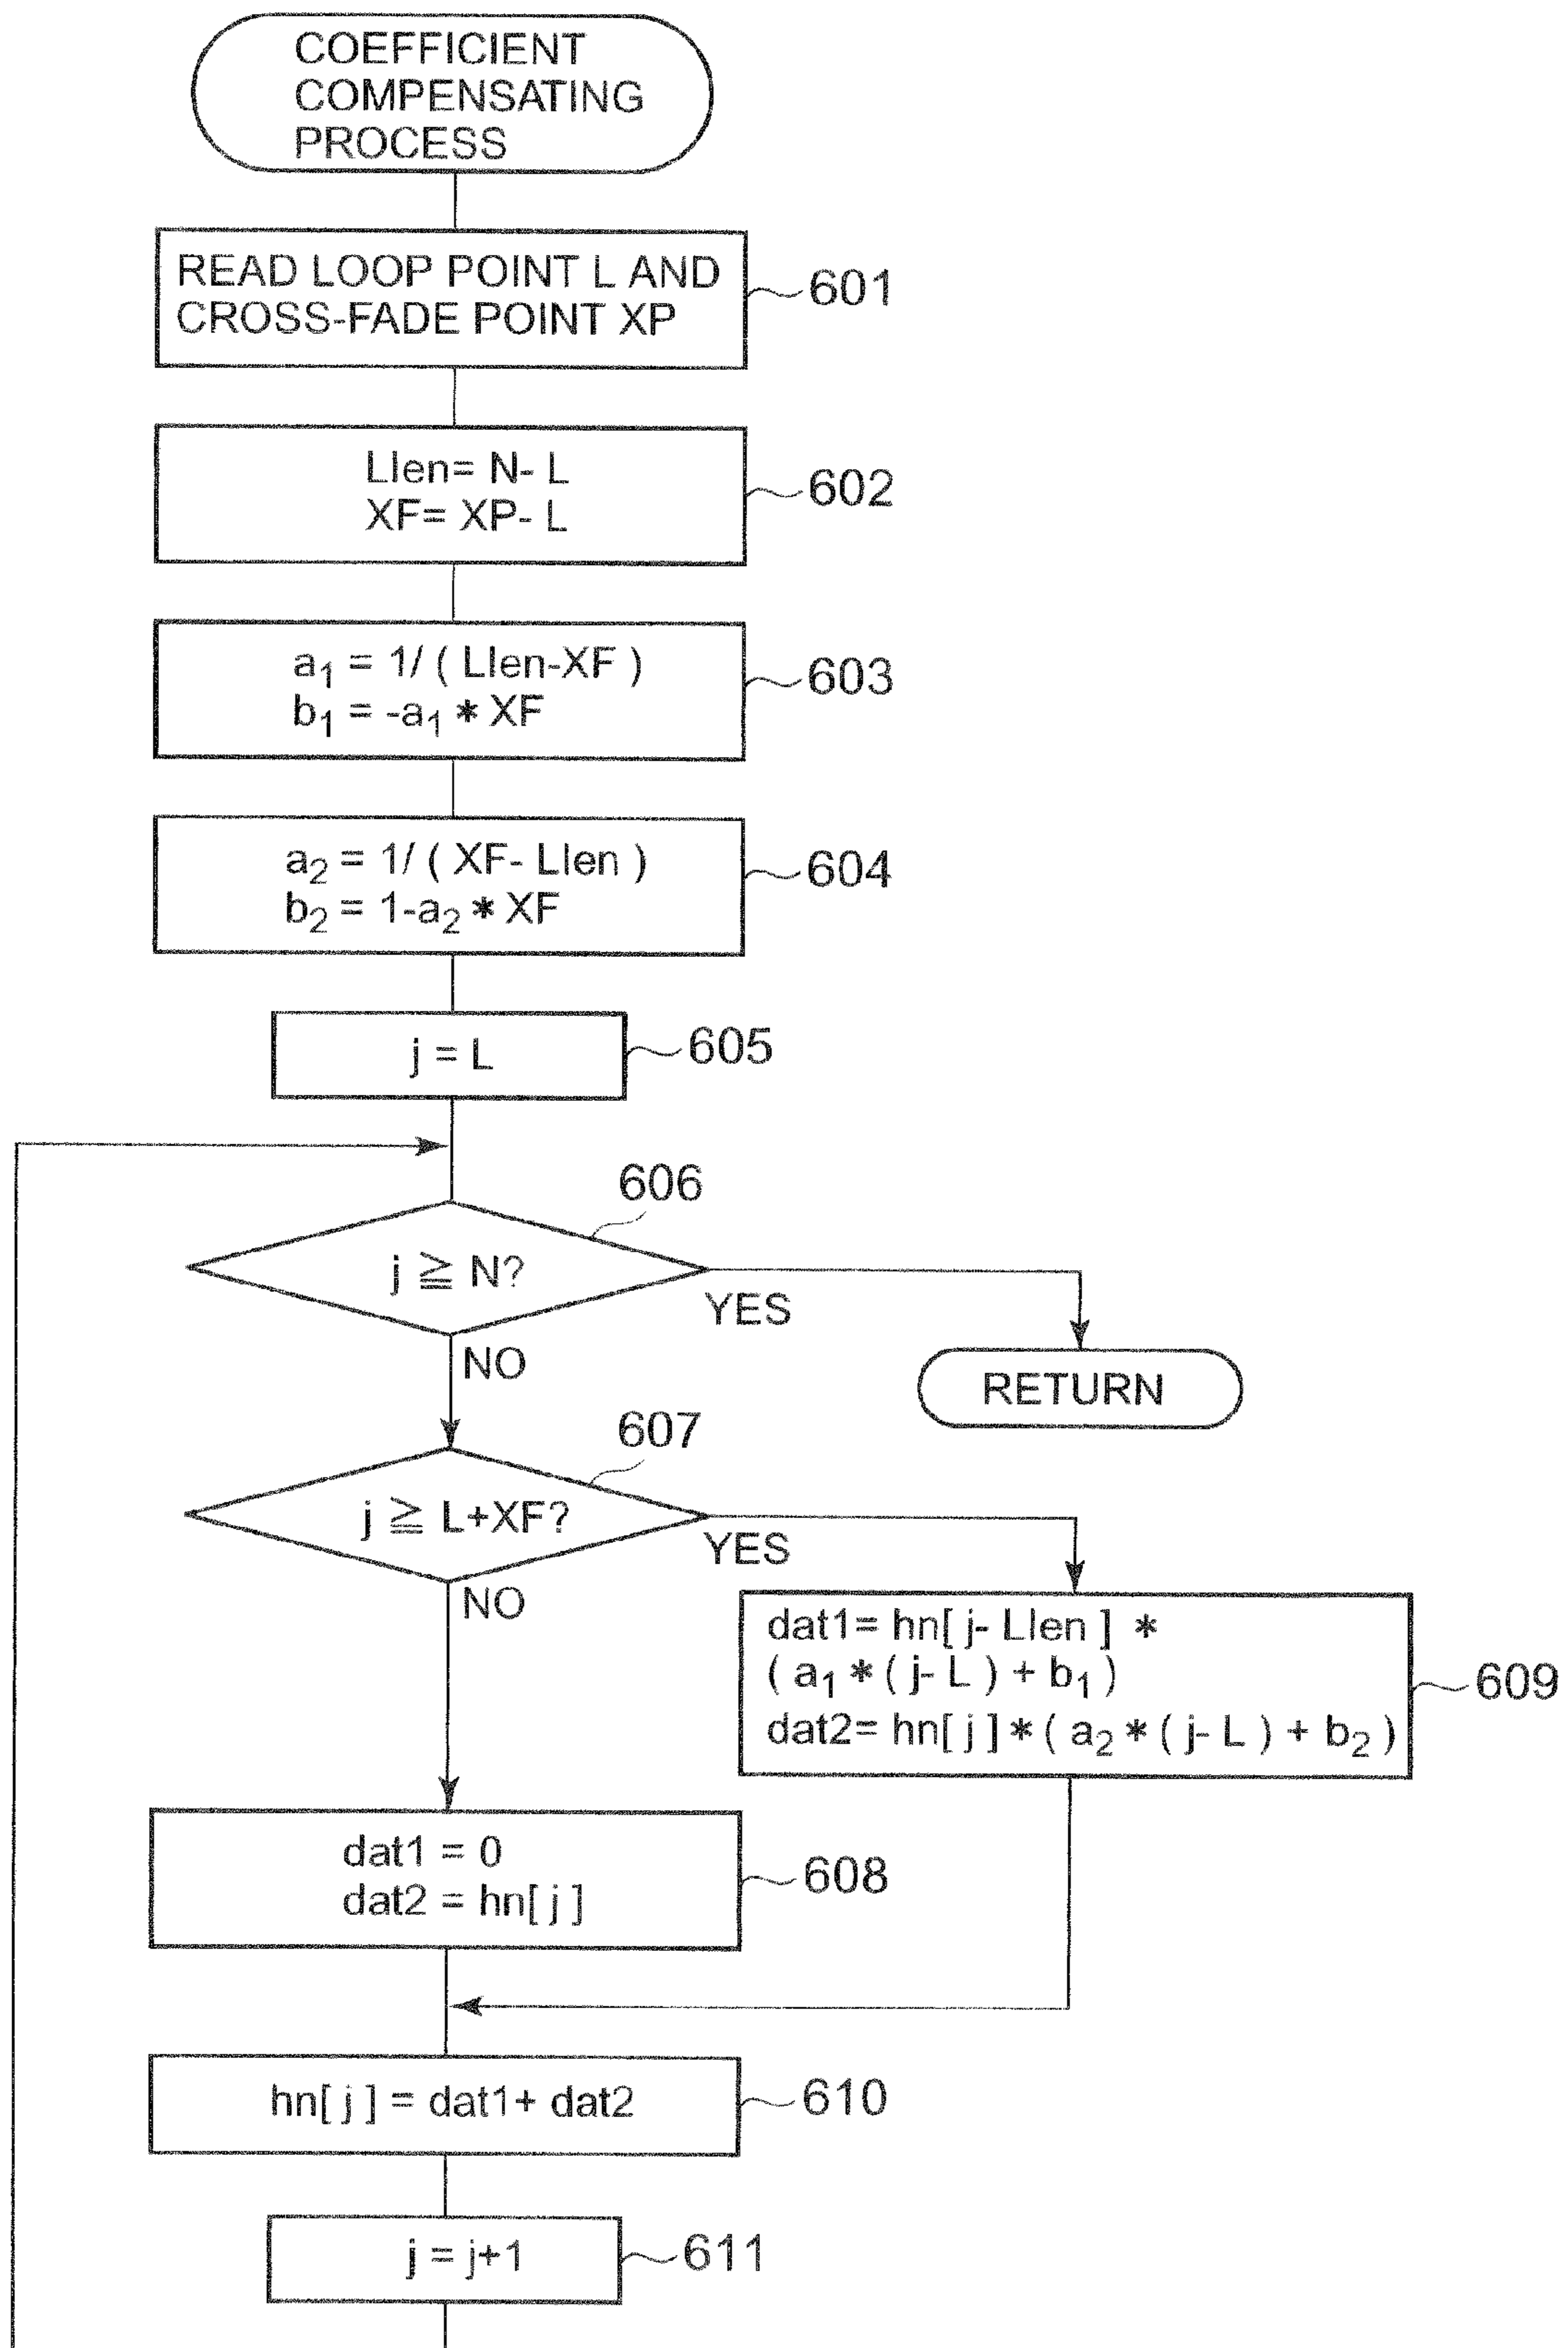 COEFFICIENT
COMPENSATING
PROCESS
READ LOOP POINT L AND
CROSS-FADE POINT XP
601
Llen= N- L
XF= XP- L
602
a₁ = 1/ ( Llen-XF )
b₁ = -a₁ * XF
603
a₂ = 1/ ( XF- Llen )
b₂ = 1-a₂ * XF
604
j = L
605
606
j ≧ N?
YES
NO
RETURN
607
j ≧ L+XF?
YES
NO
dat1= hn[ j- Llen ] *
( a₁ * ( j- L ) + b₁ )
dat2= hn[ j ] * ( a₂ * ( j- L ) + b₂ )
609
dat1 = 0
dat2 = hn[ j ]
608
hn[ j ] = dat1+ dat2
610
j = j+1
611